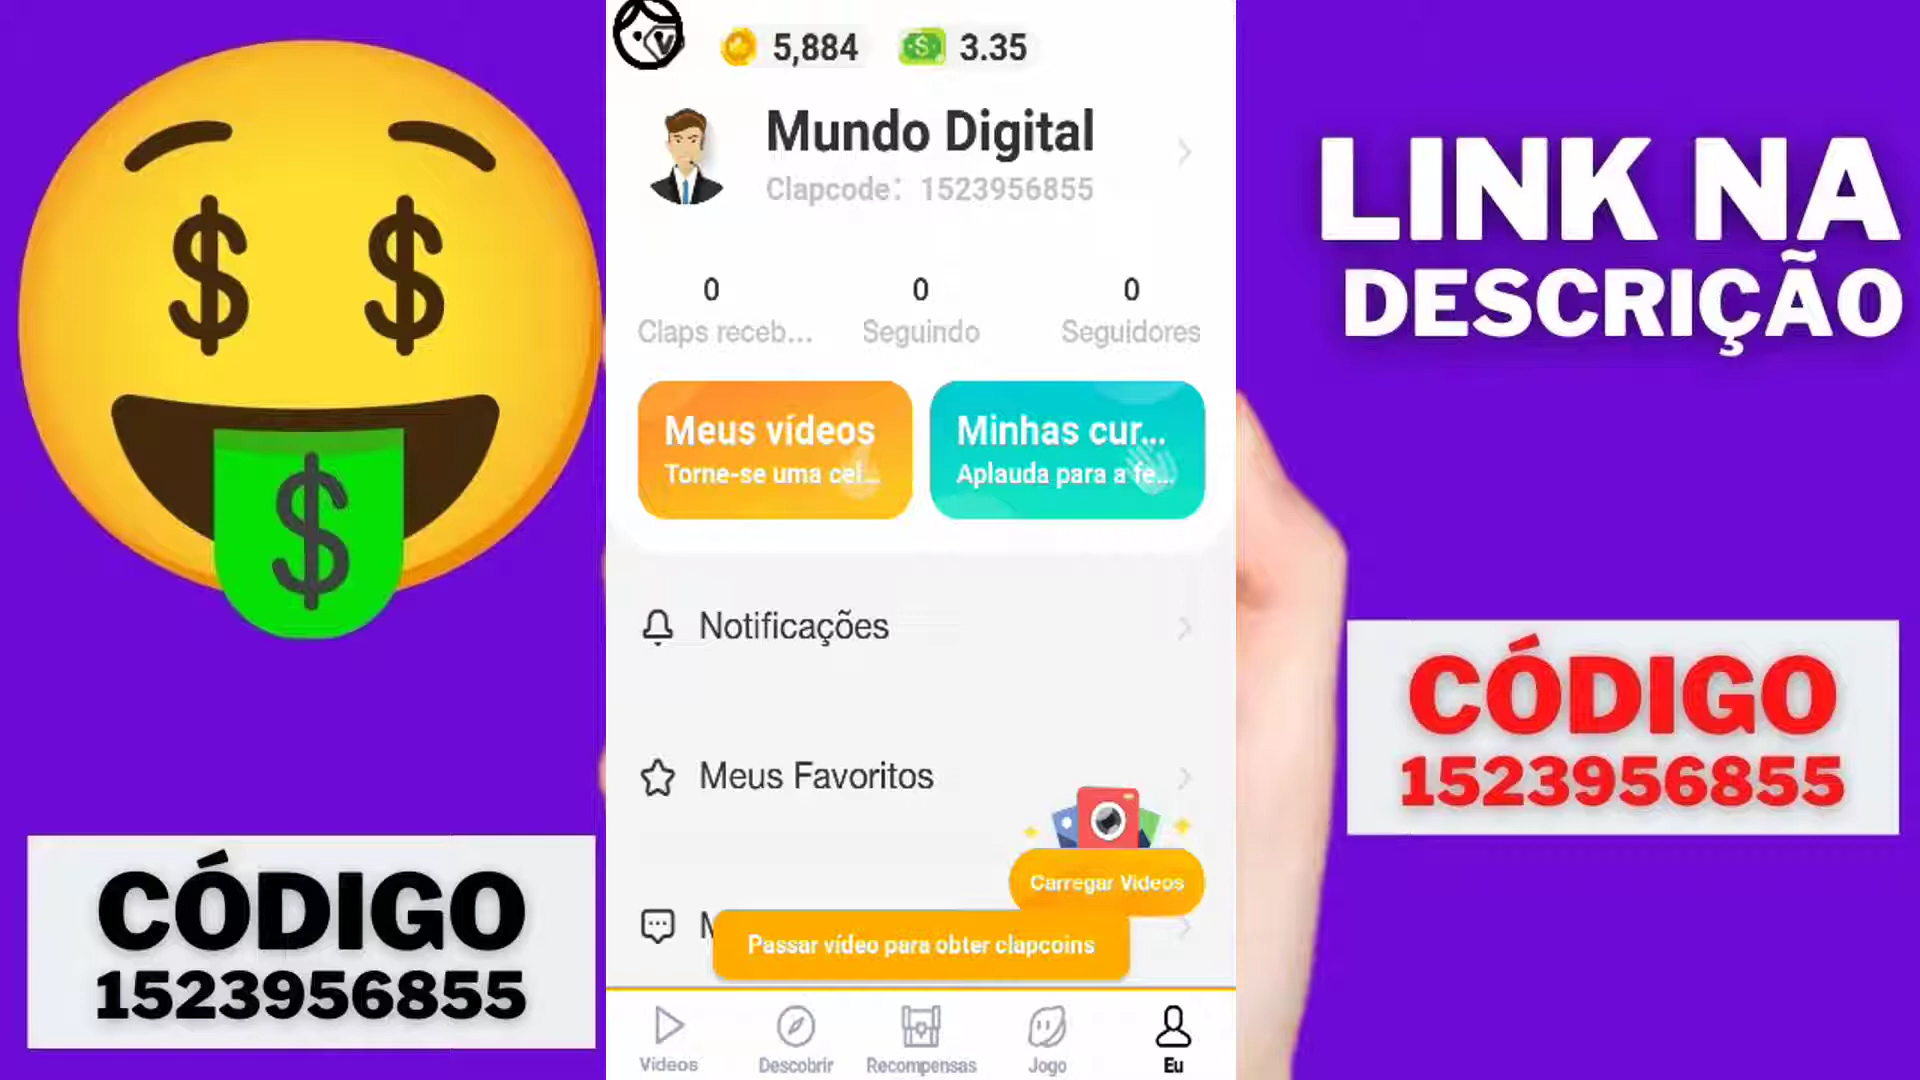 5,884
3.35
Mundo Digital
Clapcode: 1523956855
0
0
0
Claps receb...
Seguindo
Seguidores
Meus vídeos
Torne-se uma cel...
Minhas cur...
Aplauda para a fe...
Notificações
Meus Favoritos
Carregar Videos
M
Passar vídeo para obter clapcoins
Vídeos
Descobrir
Recompensas
Jogo
Eu
LINK NA
DESCRIÇÃO
CÓDIGO
1523956855
CÓDIGO
1523956855